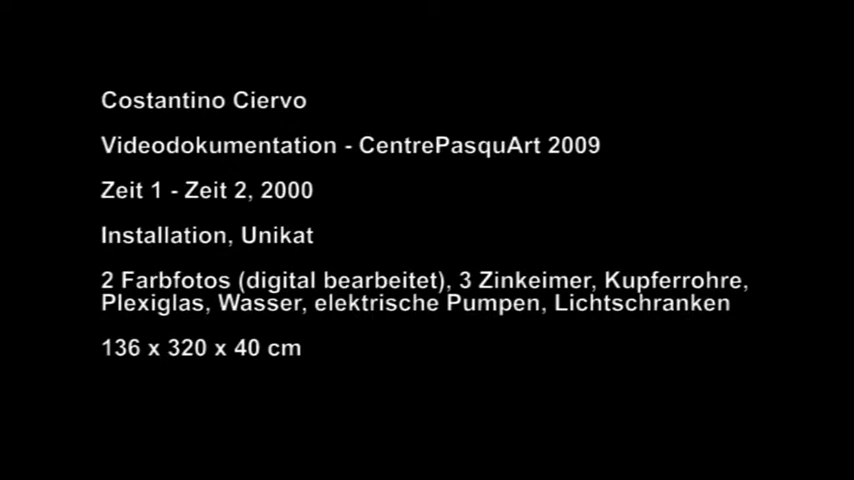 Costantino Ciervo
Videodokumentation - CentrePasquArt 2009
Zeit 1 - Zeit 2, 2000
Installation, Unikat
2 Farbfotos (digital bearbeitet), 3 Zinkeimer, Kupferrohre,
Plexiglas, Wasser, elektrische Pumpen, Lichtschranken
136 x 320 x 40 cm